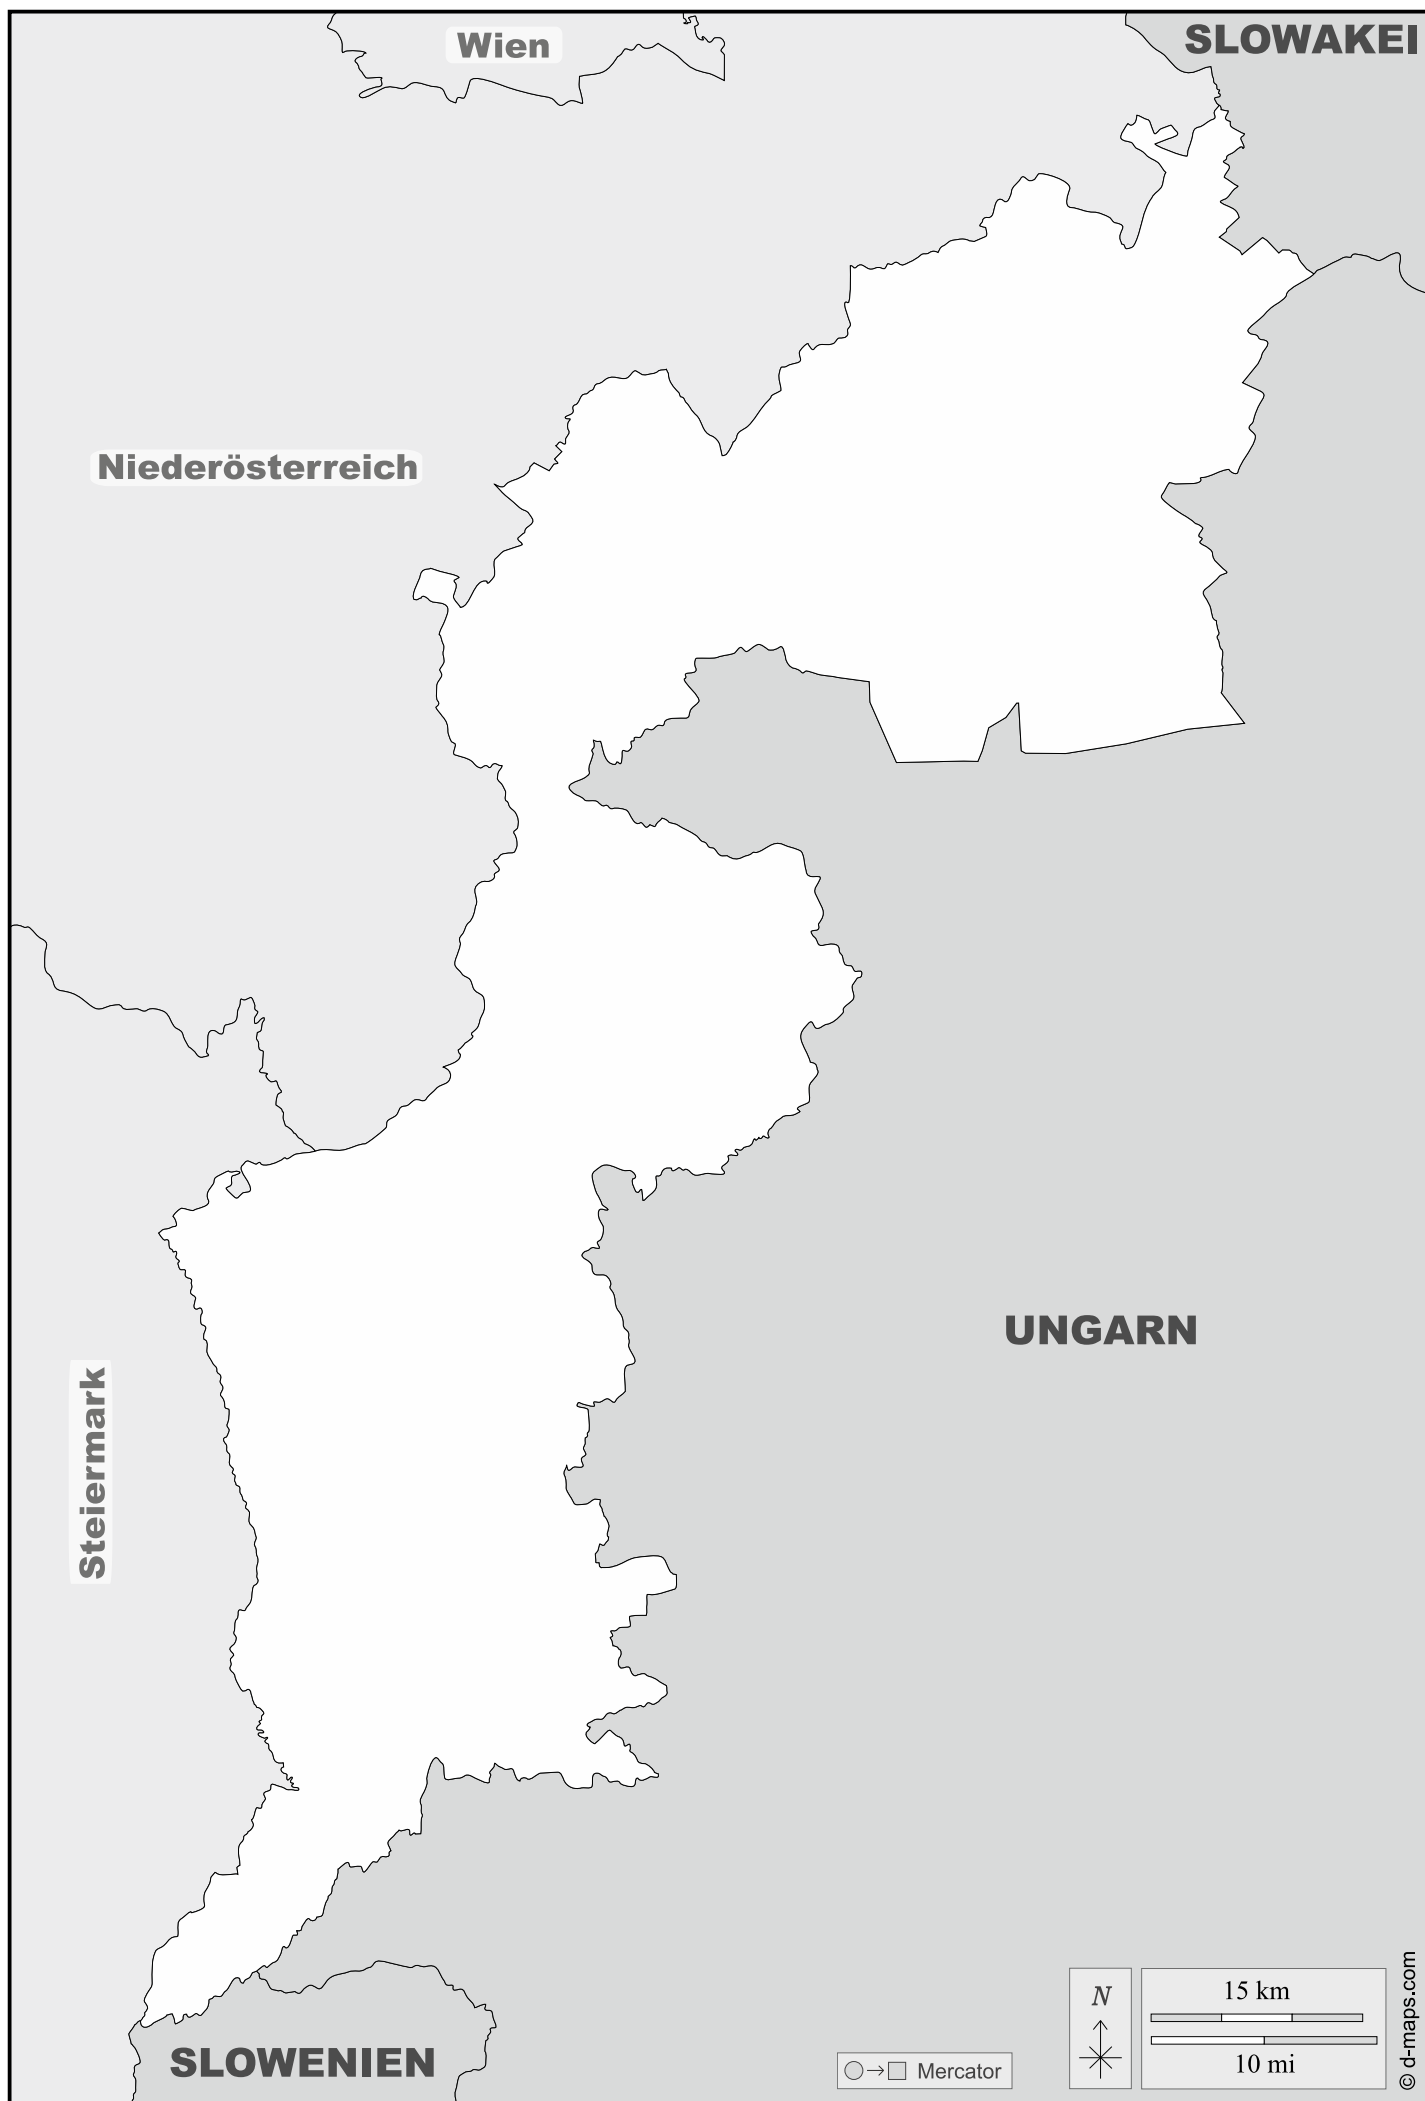 Wien
SLOWAKEI
Niederösterreich
UNGARN
Steiermark
SLOWENIEN
Mercator
N
15 km
10 mi
© d-maps.com